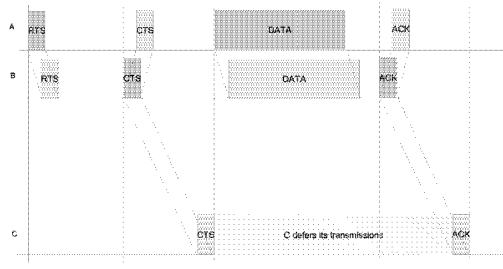 A RTS CTS DATA ACK
B RTS CTS DATA ACK
C CTS C defers its transmissions ACK